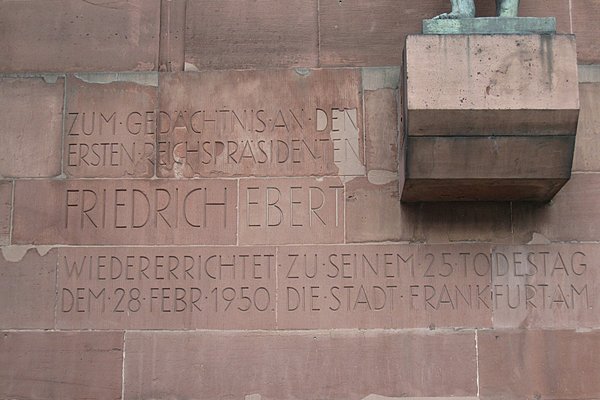 ZUM·GEDÄCHTNIS·AN·DEN
ERSTEN·REICHSPRÄSIDENTEN
FRIEDRICH EBERT
WIEDERERRICHTET·ZU·SEINEM·25·TODESTAG
DEM·28·FEBR·1950·DIE·STADT·FRANKFURT·A·M·